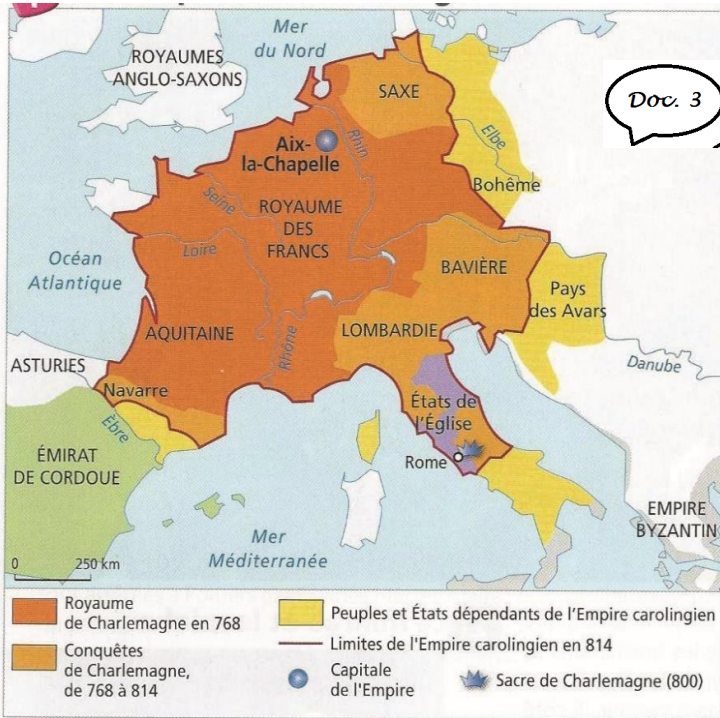 Mer
du Nord
ROYAUMES
ANGLO-SAXONS
SAXE
Doc. 3
Elbe
Aix-
la-Chapelle
Rhin
Bohême
Seine
ROYAUME
DES
FRANCS
Loire
Océan
Atlantique
BAVIÈRE
Pays
des Avars
AQUITAINE
LOMBARDIE
Rhône
ASTURIES
Danube
Navarre
États de
l'Église
Èbre
ÉMIRAT
DE CORDOUE
Rome
EMPIRE
BYZANTIN
Mer
Méditerranée
0 250 km
Royaume
de Charlemagne en 768
Conquêtes
de Charlemagne,
de 768 à 814
Peuples et États dépendants de l'Empire carolingien
Limites de l'Empire carolingien en 814
Capitale
de l'Empire
Sacre de Charlemagne (800)